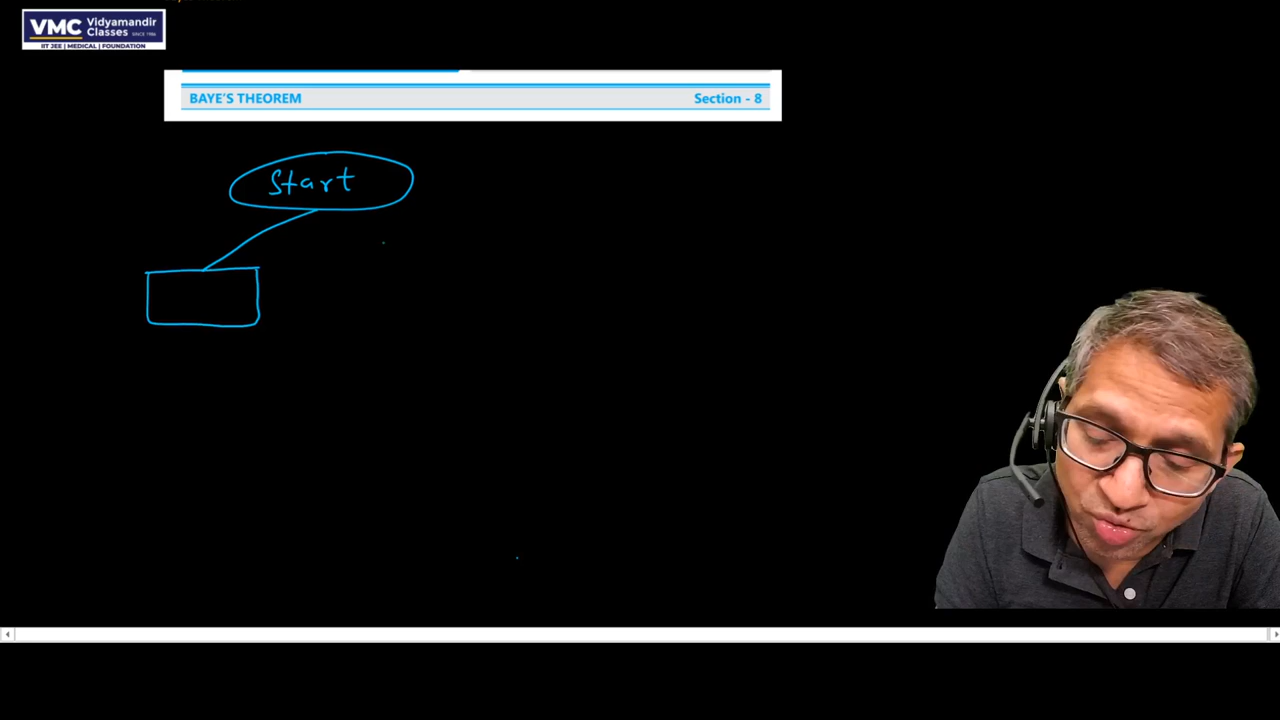 VMC Vidyamandir
Classes SINCE 1986
IIT JEE | MEDICAL | FOUNDATION
BAYE'S THEOREM Section - 8
Start